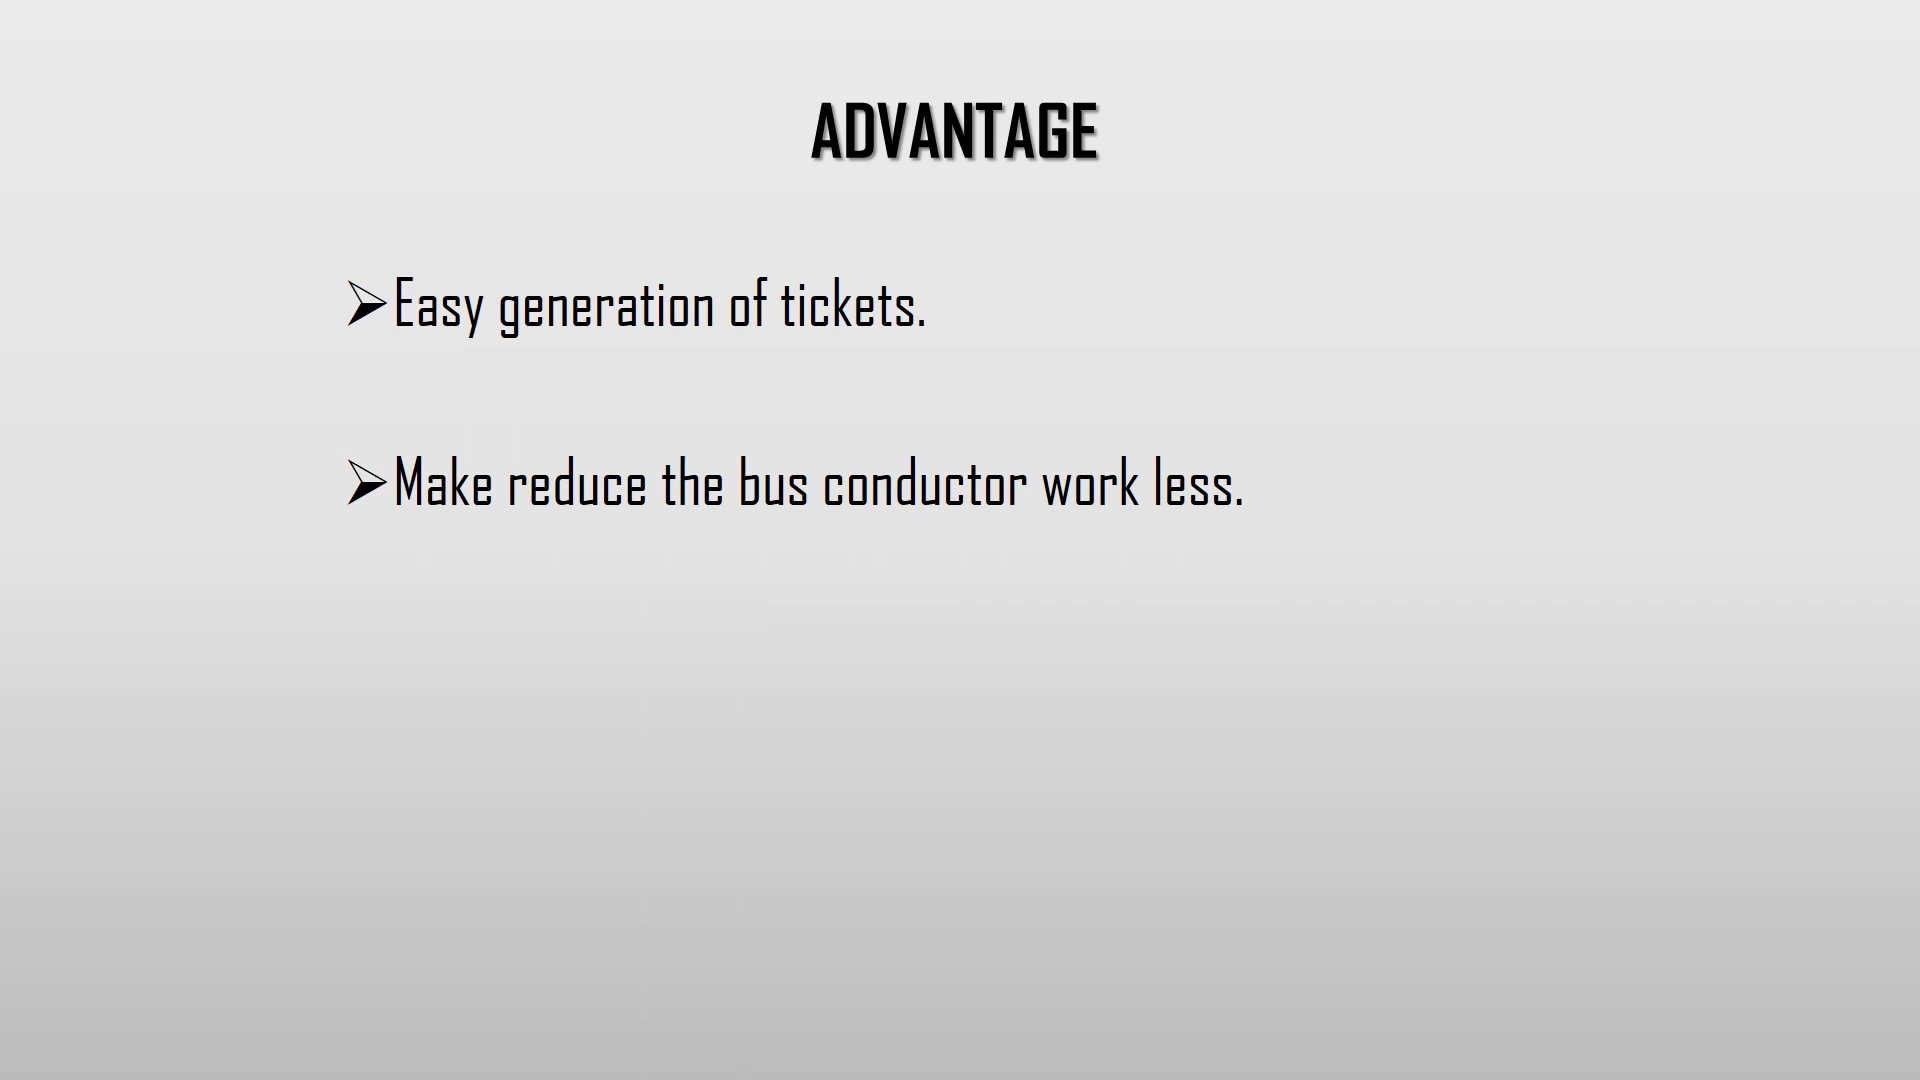 ADVANTAGE
➢Easy generation of tickets.
➢Make reduce the bus conductor work less.